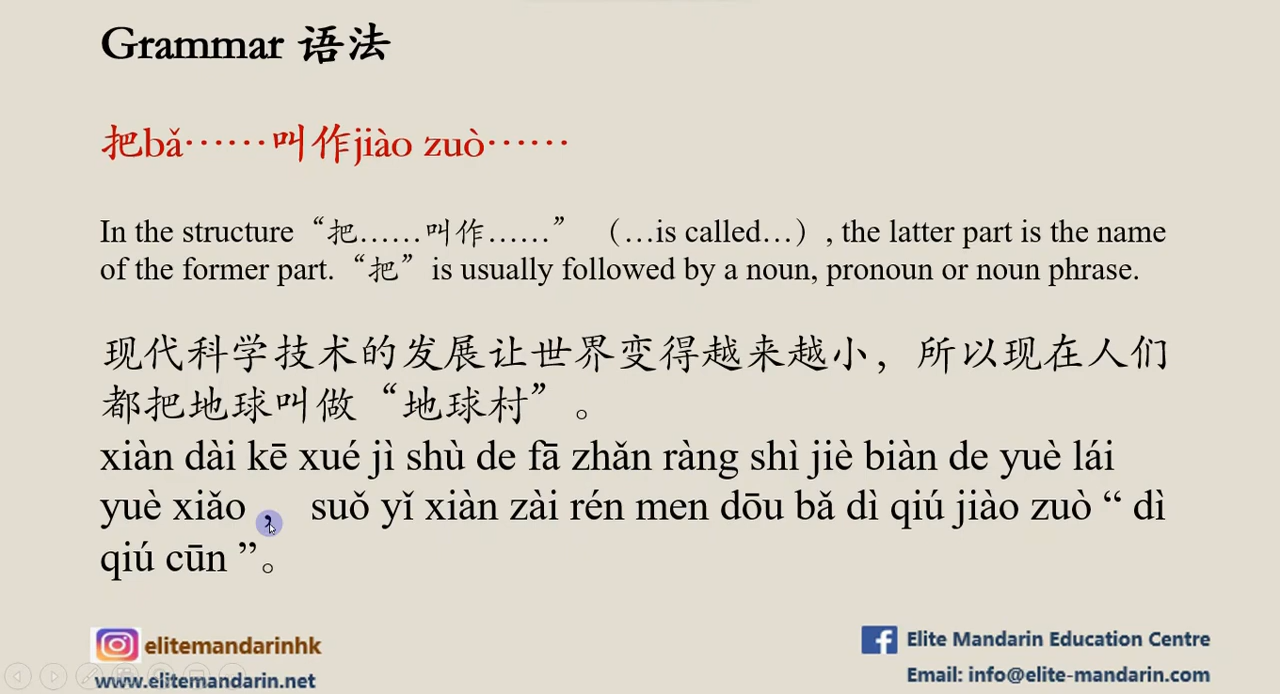 Grammar 语法
把bǎ……叫作jiào zuò……
In the structure “把……叫作……” （…is called…）, the latter part is the name
of the former part. “把” is usually followed by a noun, pronoun or noun phrase.
现代科学技术的发展让世界变得越来越小，所以现在人们
都把地球叫做“地球村”。
xiàn dài kē xué jì shù de fā zhǎn ràng shì jiè biàn de yuè lái
yuè xiǎo ， suǒ yǐ xiàn zài rén men dōu bǎ dì qiú jiào zuò “ dì
qiú cūn ”。
elitemandarinhk
www.elitemandarin.net
Elite Mandarin Education Centre
Email: info@elite-mandarin.com